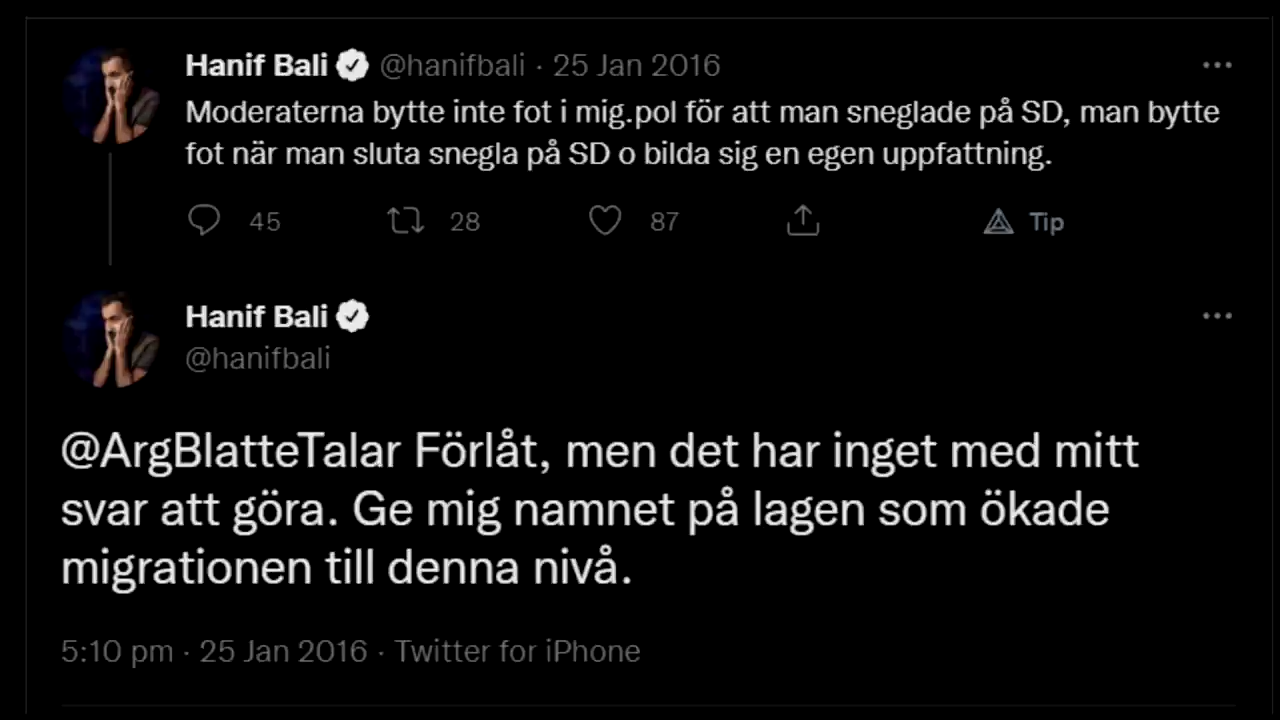 Hanif Bali @hanifbali · 25 Jan 2016
Moderaterna bytte inte fot i mig.pol för att man sneglade på SD, man bytte
fot när man sluta snegla på SD o bilda sig en egen uppfattning.
45 28 87 Tip
Hanif Bali
@hanifbali
@ArgBlatteTalar Förlåt, men det har inget med mitt
svar att göra. Ge mig namnet på lagen som ökade
migrationen till denna nivå.
5:10 pm · 25 Jan 2016 · Twitter for iPhone